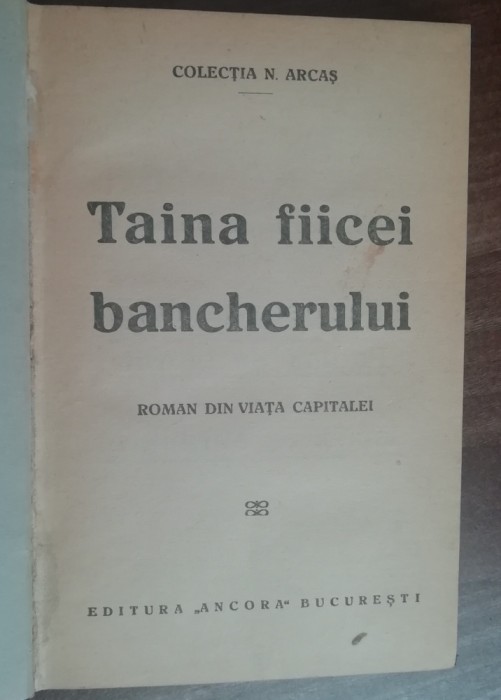 COLECȚIA N. ARCAȘ
Taina fiicei
bancherului
ROMAN DIN VIAȚA CAPITALEI
EDITURA „ANCORA“ BUCUREȘTI